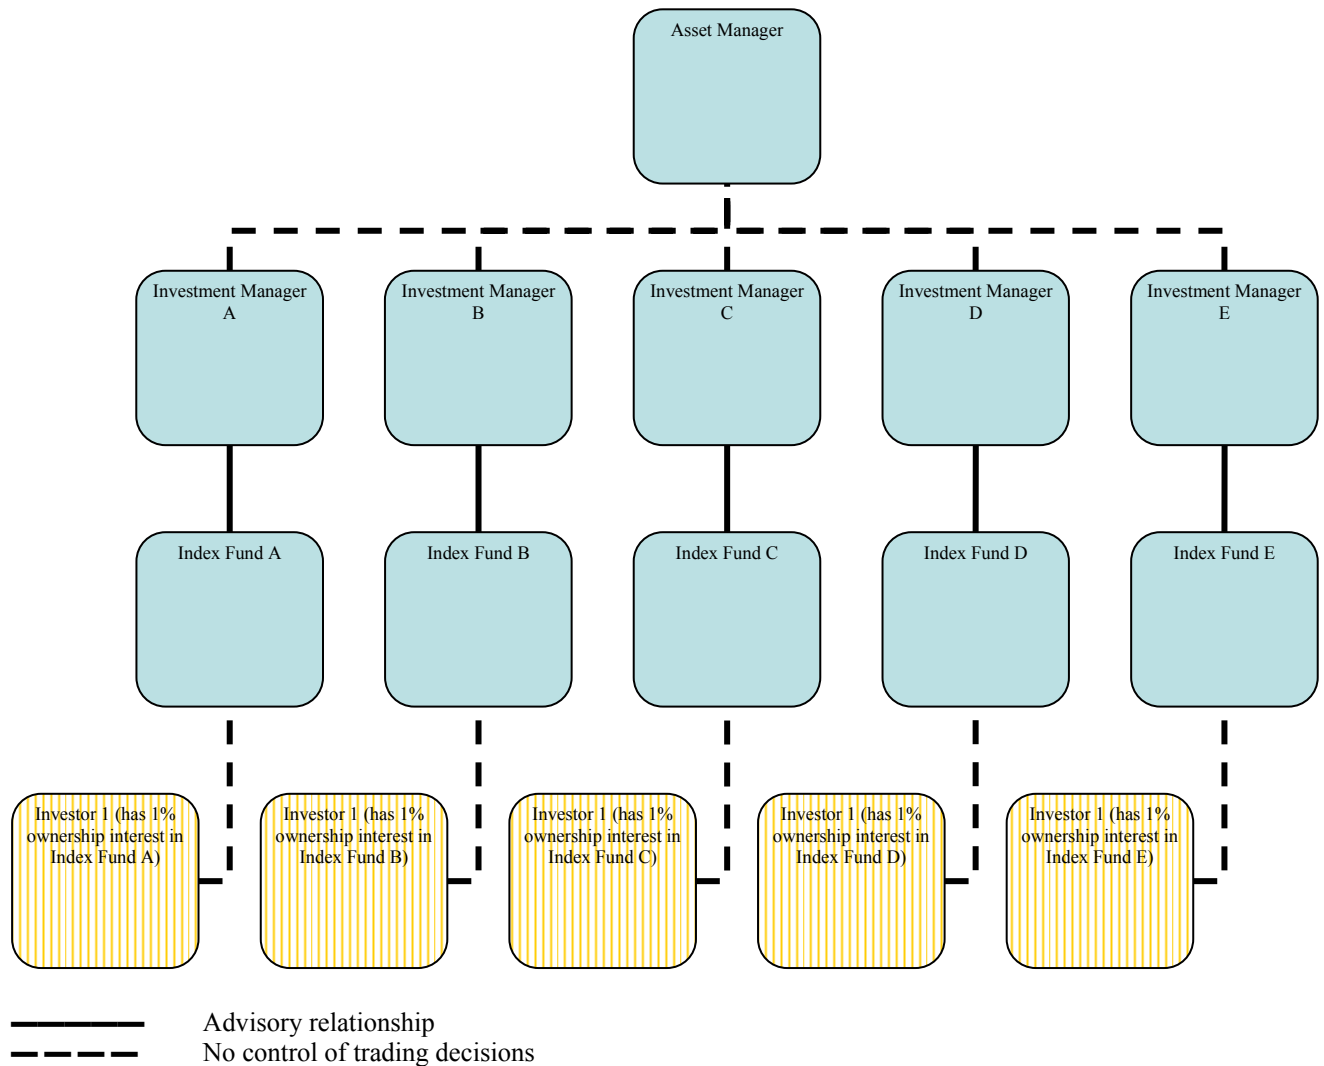 Asset Manager
Investment Manager
A
Investment Manager
B
Investment Manager
C
Investment Manager
D
Investment Manager
E
Index Fund A
Index Fund B
Index Fund C
Index Fund D
Index Fund E
Investor 1 (has 1%
ownership interest in
Index Fund A)
Investor 1 (has 1%
ownership interest in
Index Fund B)
Investor 1 (has 1%
ownership interest in
Index Fund C)
Investor 1 (has 1%
ownership interest in
Index Fund D)
Investor 1 (has 1%
ownership interest in
Index Fund E)
Advisory relationship
No control of trading decisions